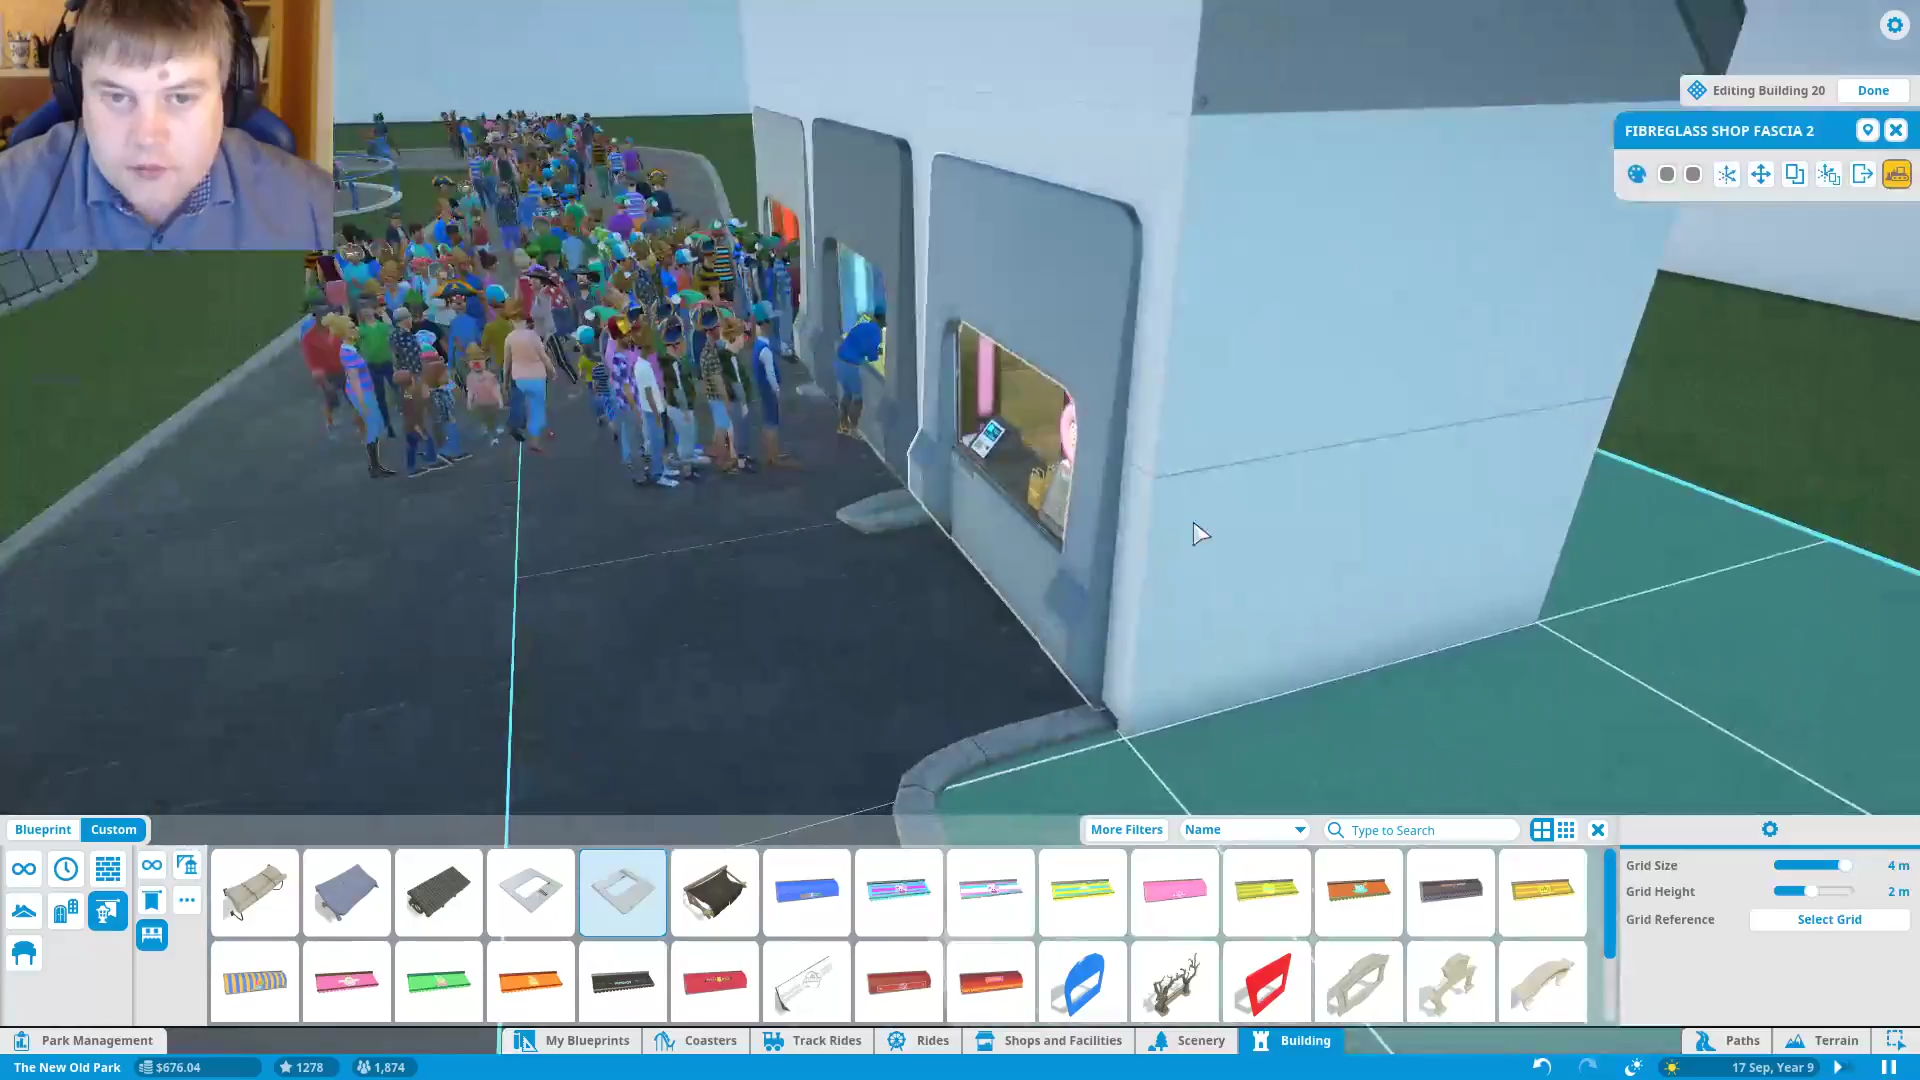 Editing Building 20
Done
FIBREGLASS SHOP FASCIA 2
Blueprint
Custom
More Filters
Name
Type to Search
Grid Size
4 m
Grid Height
2 m
Grid Reference
Select Grid
Park Management
My Blueprints
Coasters
Track Rides
Rides
Shops and Facilities
Scenery
Building
Paths
Terrain
The New Old Park
$676.04
1278
1,874
17 Sep, Year 9